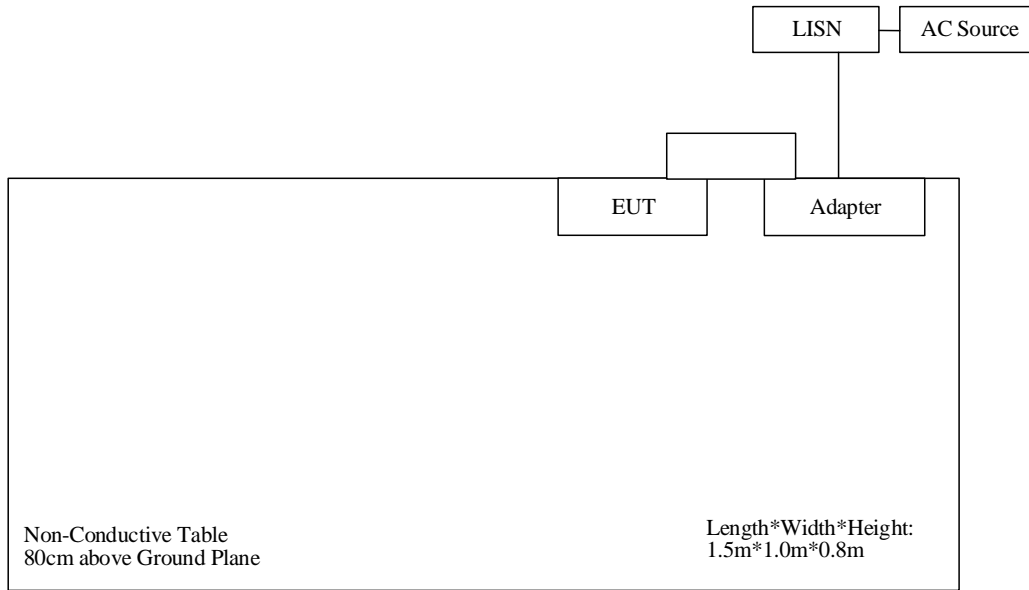 LISN
AC Source
EUT
Adapter
Non-Conductive Table
80cm above Ground Plane
Length*Width*Height:
1.5m*1.0m*0.8m